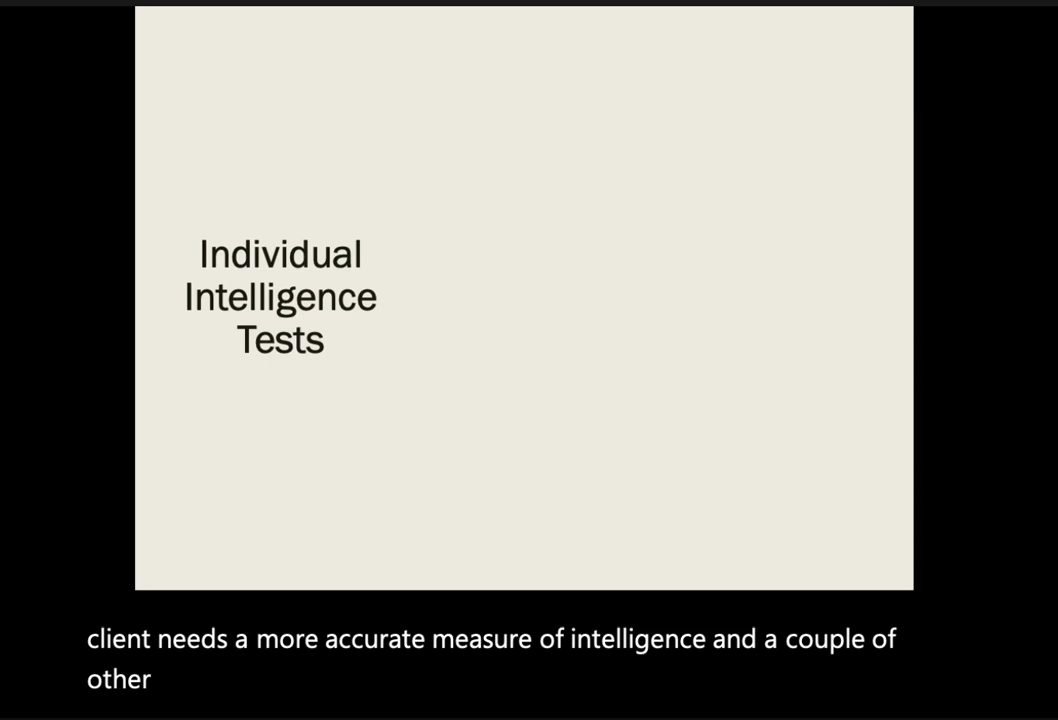 Individual
Intelligence
Tests
client needs a more accurate measure of intelligence and a couple of
other